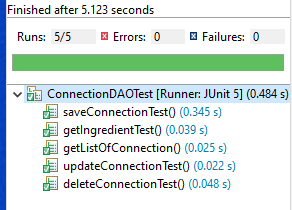 Finished after 5.123 seconds
Runs: 5/5 Errors: 0 Failures: 0
ConnectionDAOTest [Runner: JUnit 5] (0.484 s)
saveConnectionTest() (0.345 s)
getIngredientTest() (0.039 s)
getListOfConnection() (0.025 s)
updateConnectionTest() (0.022 s)
deleteConnectionTest() (0.048 s)